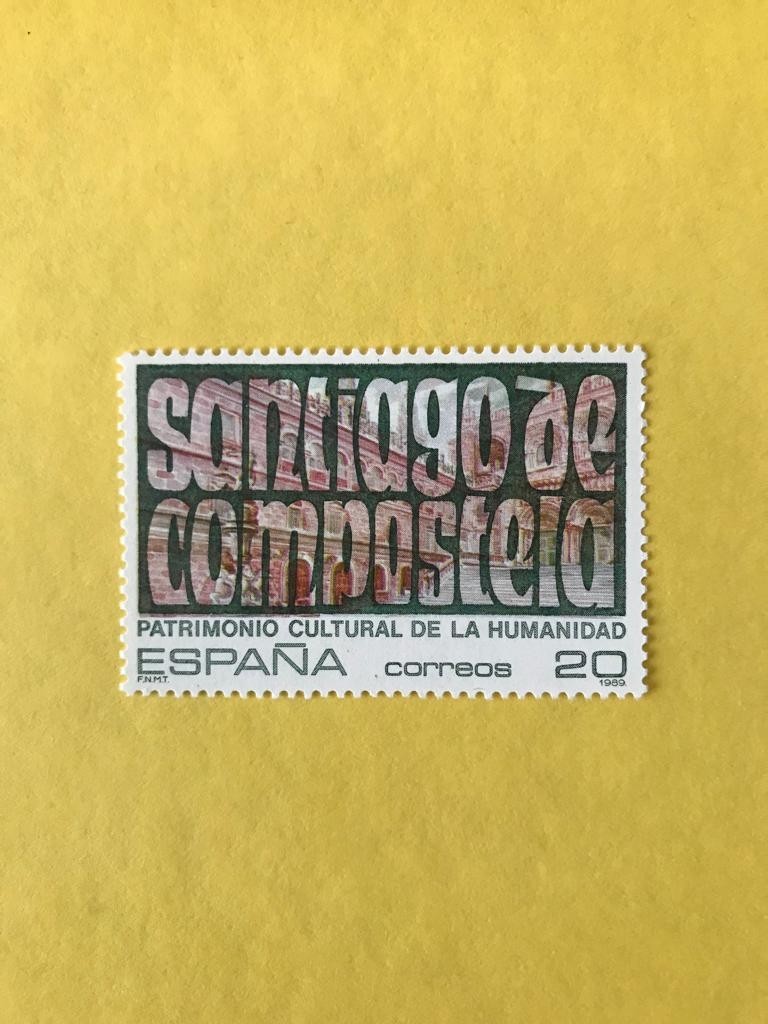 santiago de
compostela
PATRIMONIO CULTURAL DE LA HUMANIDAD
ESPAÑA correos 20
F.N.M.T. 1989.